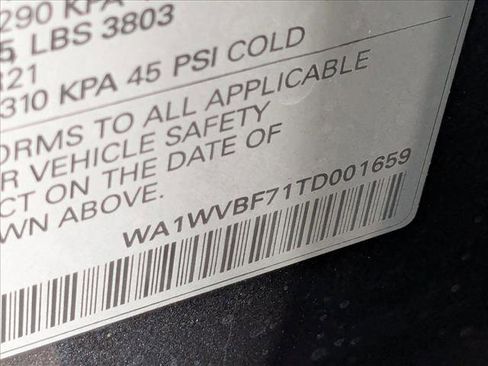 290 KPA
5, LBS 3803
321
310 KPA 45 PSI COLD
ORMS TO ALL APPLICABLE
R VEHICLE SAFETY
CT ON THE DATE OF
WN ABOVE.
WA1WVBF71TD001659